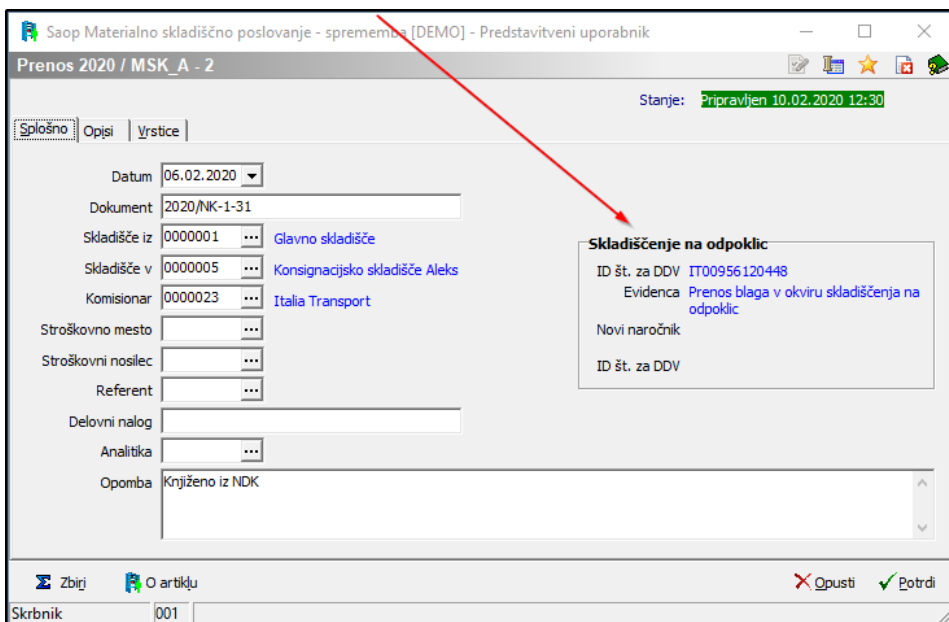 Saop Materialno skladiščno poslovanje - sprememba [DEMO] - Predstavitveni uporabnik
Prenos 2020 / MSK_A - 2
Stanje: Pripravljen 10.02.2020 12:30
Splošno Opisi Vrstice
Datum 06.02.2020
Dokument 2020/NK-1-31
Skladišče iz 0000001 ... Glavno skladišče
Skladišče v 0000005 ... Konsignacijsko skladišče Aleks
Komisionar 0000023 ... Italia Transport
Stroškovno mesto ...
Stroškovni nosilec ...
Referent ...
Delovni nalog
Analitika ...
Opomba Knjiženo iz NDK
Skladiščenje na odpoklic
ID št. za DDV IT00956120448
Evidenca Prenos blaga v okviru skladiščenja na
odpoklic
Novi naročnik
ID št. za DDV
Zbiri O artiklu Opusti Potrdi
Skrbnik 001